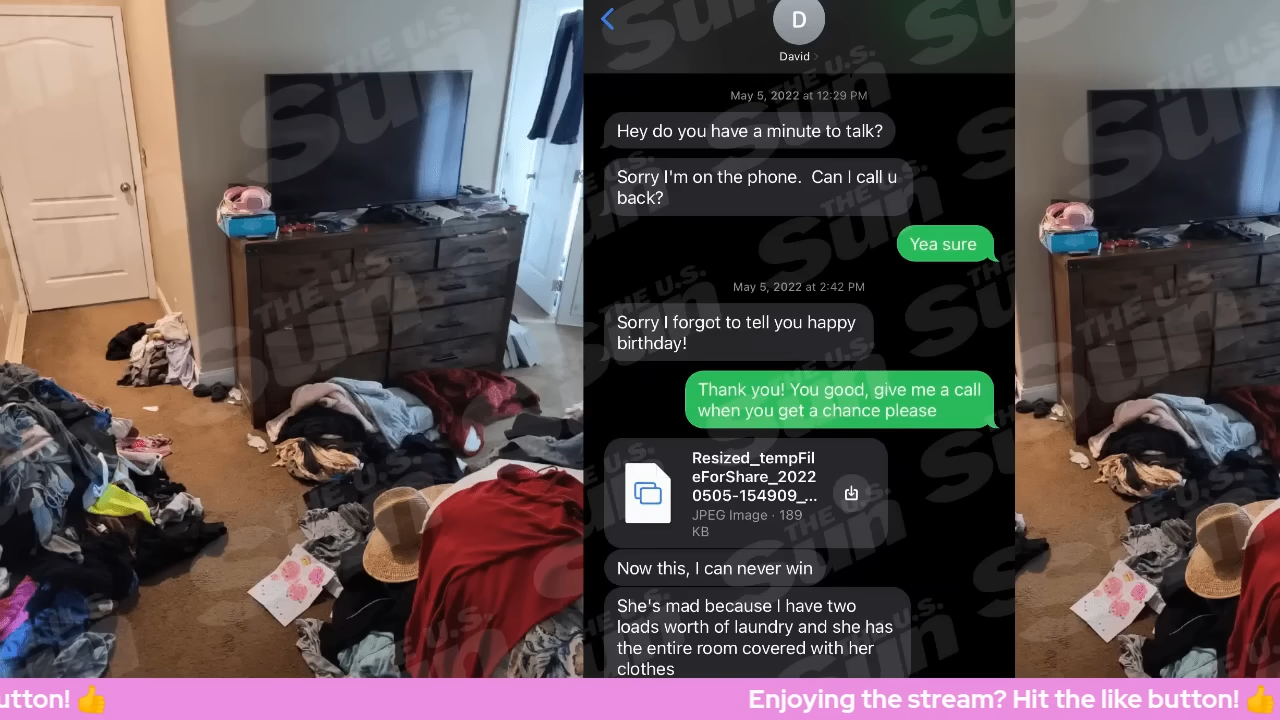 THE U.S.
Sun
D
David
May 5, 2022 at 12:29 PM
Hey do you have a minute to talk?
Sorry I'm on the phone.  Can I call u
back?
Yea sure
May 5, 2022 at 2:42 PM
Sorry I forgot to tell you happy
birthday!
Thank you! You good, give me a call
when you get a chance please
Resized_tempFil
eForShare_2022
0505-154909_...
JPEG Image · 189
KB
Now this, I can never win
She's mad because I have two
loads worth of laundry and she has
the entire room covered with her
clothes
utton! 👍
Enjoying the stream? Hit the like button! 👍